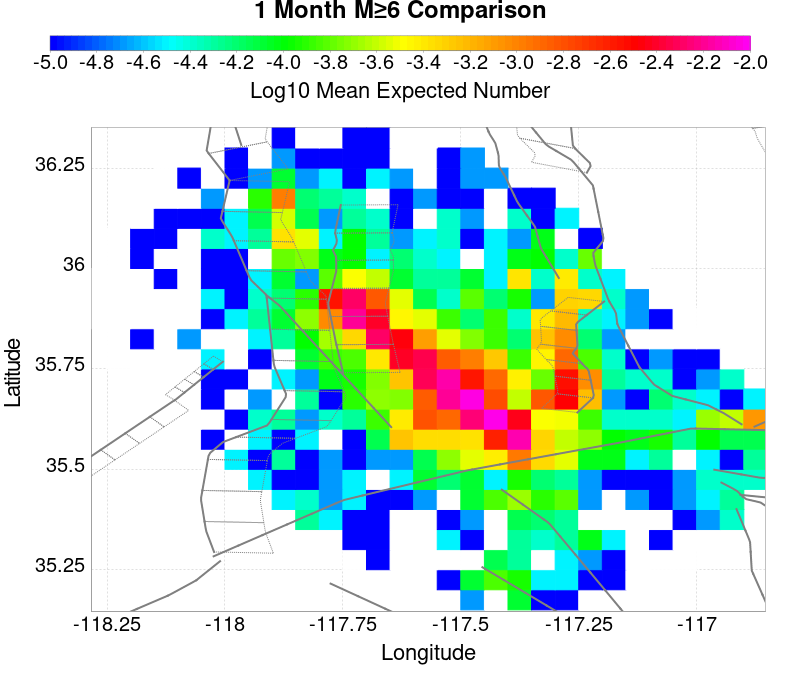 1 Month M≥6 Comparison
-5.0 -4.8 -4.6 -4.4 -4.2 -4.0 -3.8 -3.6 -3.4 -3.2 -3.0 -2.8 -2.6 -2.4 -2.2 -2.0
Log10 Mean Expected Number
36.25
36
35.75
35.5
35.25
Latitude
-118.25 -118 -117.75 -117.5 -117.25 -117
Longitude